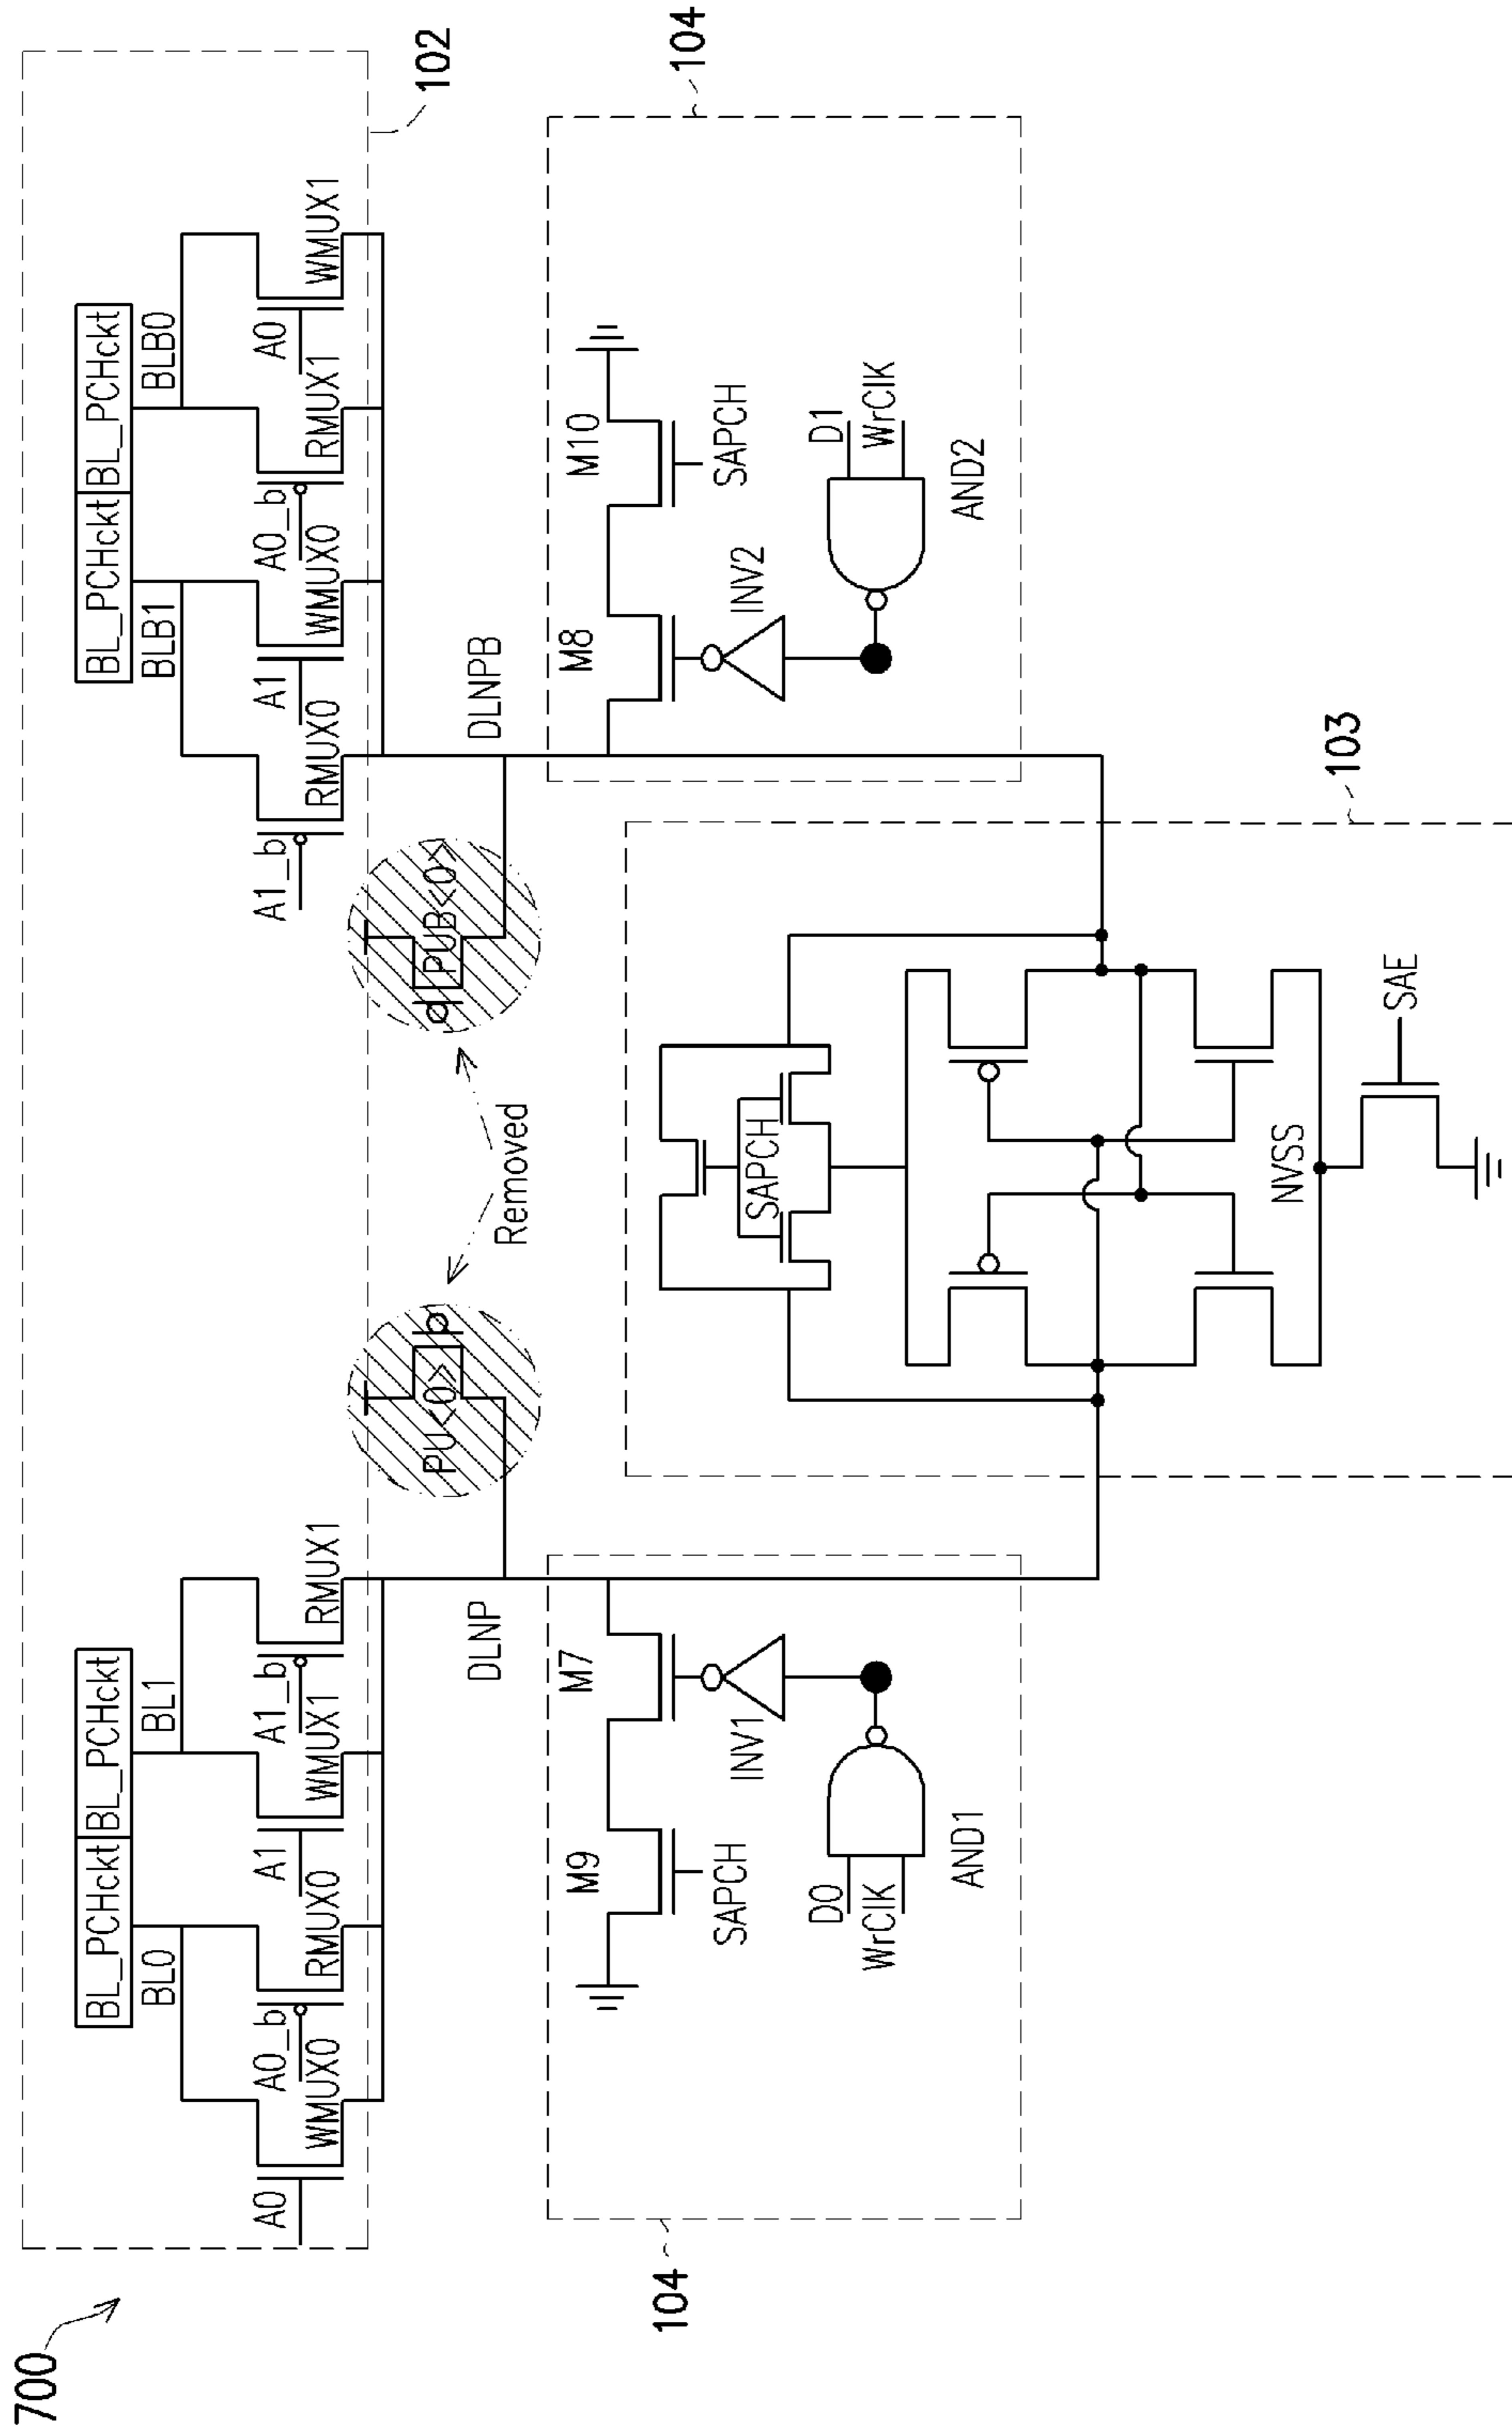 700
BL_PCHckt BL_PCHckt
BL_PCHckt BL_PCHckt
BL0
BL1
BLB1
BLB0
A0
A0_b
A1
A1_b
A1_b
A1
A0_b
A0
WMUX0
RMUX0
WMUX1
RMUX1
RMUX0
WMUX0
RMUX1
WMUX1
102
PU<0>
PUB<0>
DLNP
DLNPB
Removed
M9
M7
M8
M10
104
104
SAPCH
SAPCH
SAPCH
INV1
INV2
D0
WrClK
D1
WrClK
AND1
AND2
NVSS
103
SAE